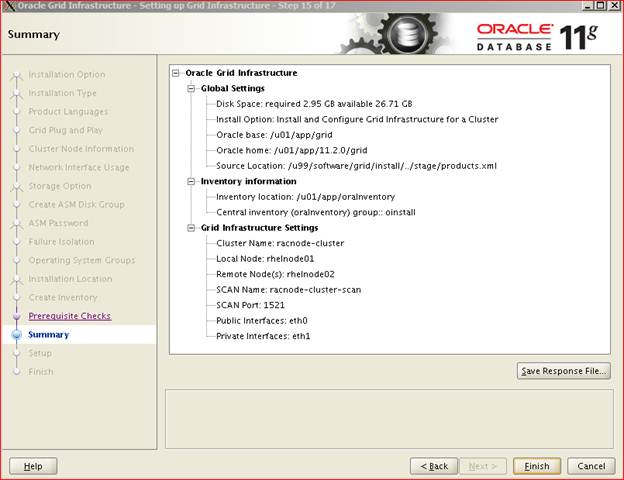 Oracle Grid Infrastructure - Setting up Grid Infrastructure - Step 15 of 17
Summary
ORACLE
DATABASE 11g
Installation Option
Installation Type
Product Languages
Grid Plug and Play
Cluster Node Information
Network Interface Usage
Storage Option
Create ASM Disk Group
ASM Password
Failure Isolation
Operating System Groups
Installation Location
Create Inventory
Prerequisite Checks
Summary
Setup
Finish
Oracle Grid Infrastructure
Global Settings
Disk Space: required 2.95 GB available 26.71 GB
Install Option: Install and Configure Grid Infrastructure for a Cluster
Oracle base: /u01/app/grid
Oracle home: /u01/app/11.2.0/grid
Source Location: /u99/software/grid/install/../stage/products.xml
Inventory information
Inventory location: /u01/app/oraInventory
Central inventory (oraInventory) group:: oinstall
Grid Infrastructure Settings
Cluster Name: racnode-cluster
Local Node: rhelnode01
Remote Node(s): rhelnode02
SCAN Name: racnode-cluster-scan
SCAN Port: 1521
Public Interfaces: eth0
Private Interfaces: eth1
Save Response File...
Help
< Back
Next >
Finish
Cancel